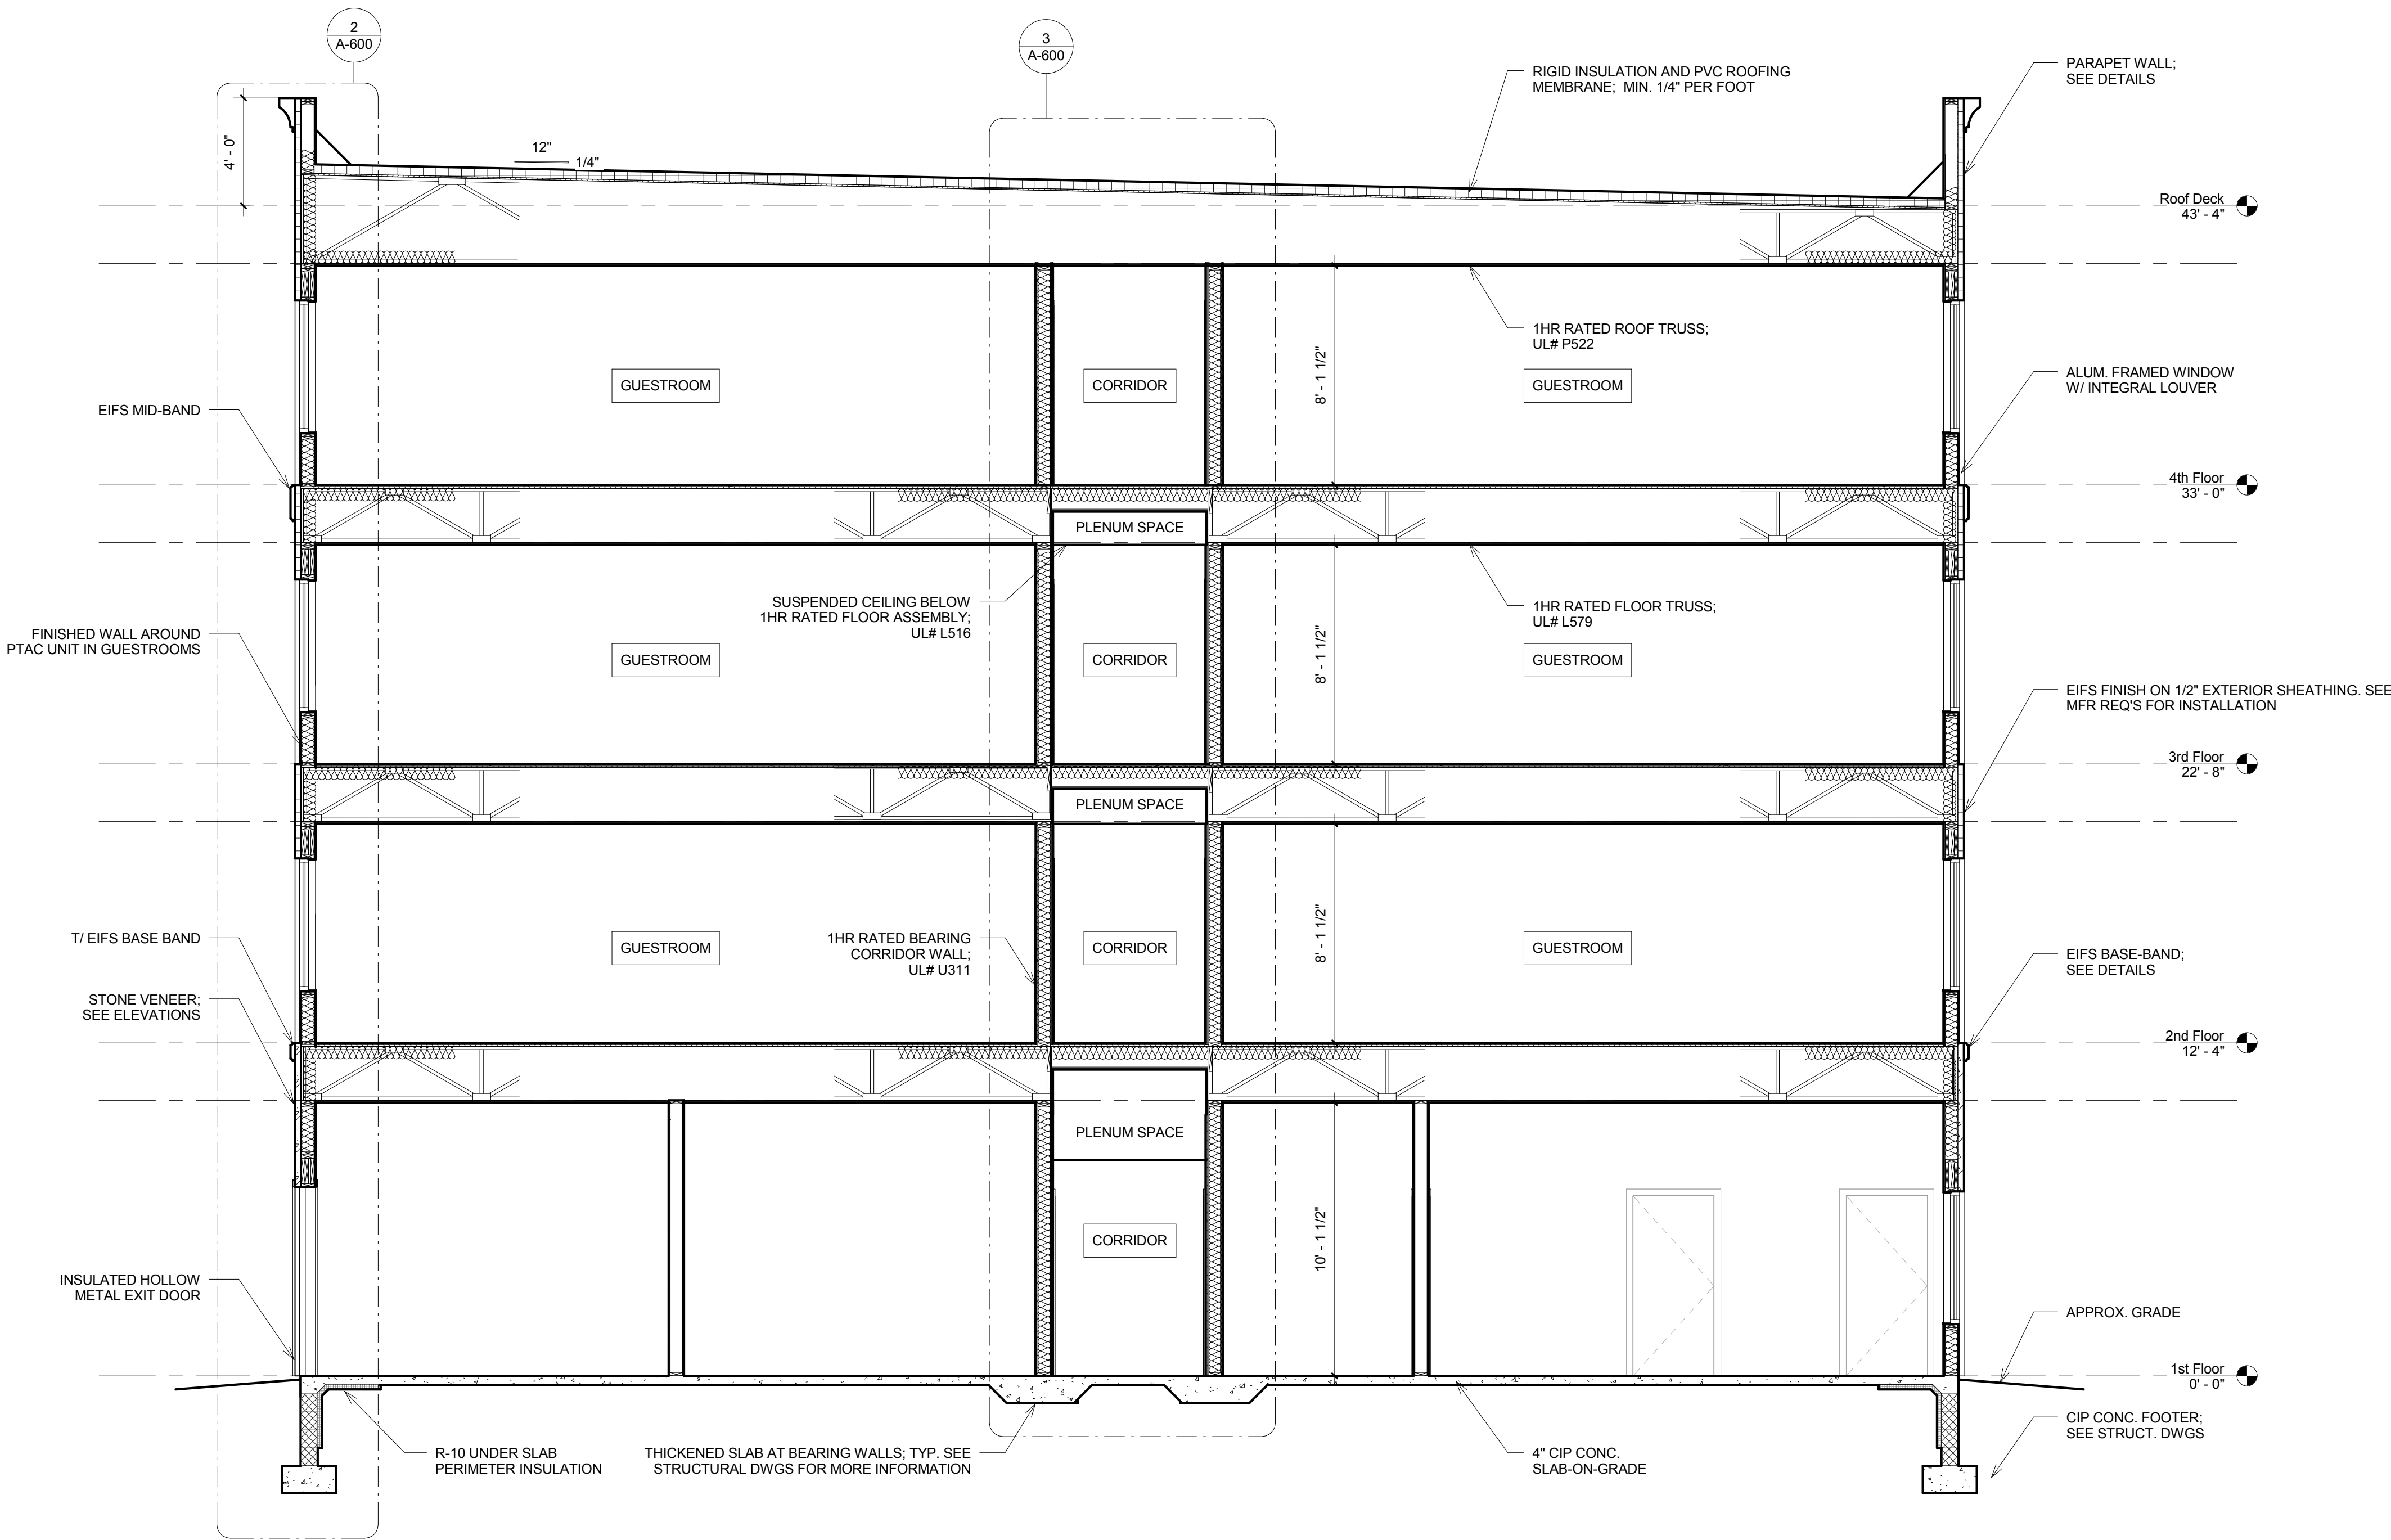 2
A-600
3
A-600
RIGID INSULATION AND PVC ROOFING
MEMBRANE;  MIN. 1/4" PER FOOT
PARAPET WALL;
SEE DETAILS
4' - 0"
12"
1/4"
Roof Deck
43' - 4"
1HR RATED ROOF TRUSS;
UL# P522
8' - 1 1/2"
GUESTROOM
CORRIDOR
GUESTROOM
ALUM. FRAMED WINDOW
W/ INTEGRAL LOUVER
EIFS MID-BAND
4th Floor
33' - 0"
PLENUM SPACE
SUSPENDED CEILING BELOW
1HR RATED FLOOR ASSEMBLY;
UL# L516
1HR RATED FLOOR TRUSS;
UL# L579
FINISHED WALL AROUND
PTAC UNIT IN GUESTROOMS
8' - 1 1/2"
GUESTROOM
CORRIDOR
GUESTROOM
EIFS FINISH ON 1/2" EXTERIOR SHEATHING. SEE
MFR REQ'S FOR INSTALLATION
3rd Floor
22' - 8"
PLENUM SPACE
T/ EIFS BASE BAND
GUESTROOM
1HR RATED BEARING
CORRIDOR WALL;
UL# U311
CORRIDOR
8' - 1 1/2"
GUESTROOM
EIFS BASE-BAND;
SEE DETAILS
STONE VENEER;
SEE ELEVATIONS
2nd Floor
12' - 4"
PLENUM SPACE
CORRIDOR
10' - 1 1/2"
INSULATED HOLLOW
METAL EXIT DOOR
APPROX. GRADE
1st Floor
0' - 0"
R-10 UNDER SLAB
PERIMETER INSULATION
THICKENED SLAB AT BEARING WALLS; TYP. SEE
STRUCTURAL DWGS FOR MORE INFORMATION
4" CIP CONC.
SLAB-ON-GRADE
CIP CONC. FOOTER;
SEE STRUCT. DWGS